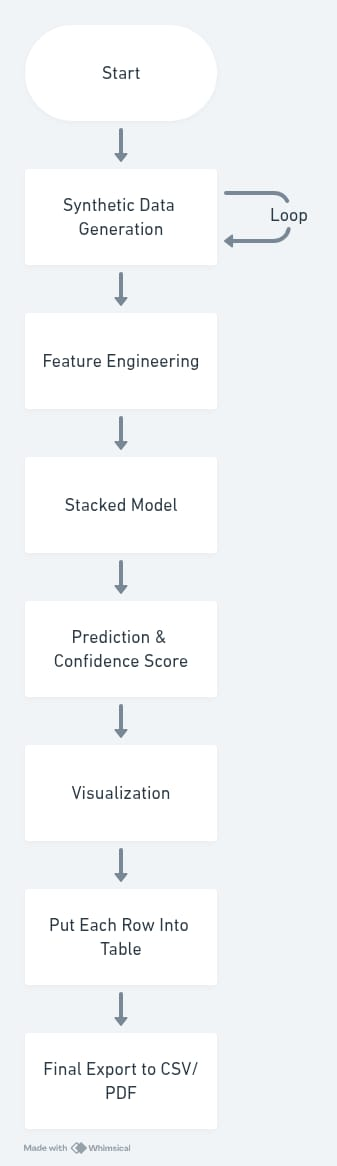 Start
Synthetic Data
Generation
Loop
Feature Engineering
Stacked Model
Prediction &
Confidence Score
Visualization
Put Each Row Into
Table
Final Export to CSV/
PDF
Made with Whimsical